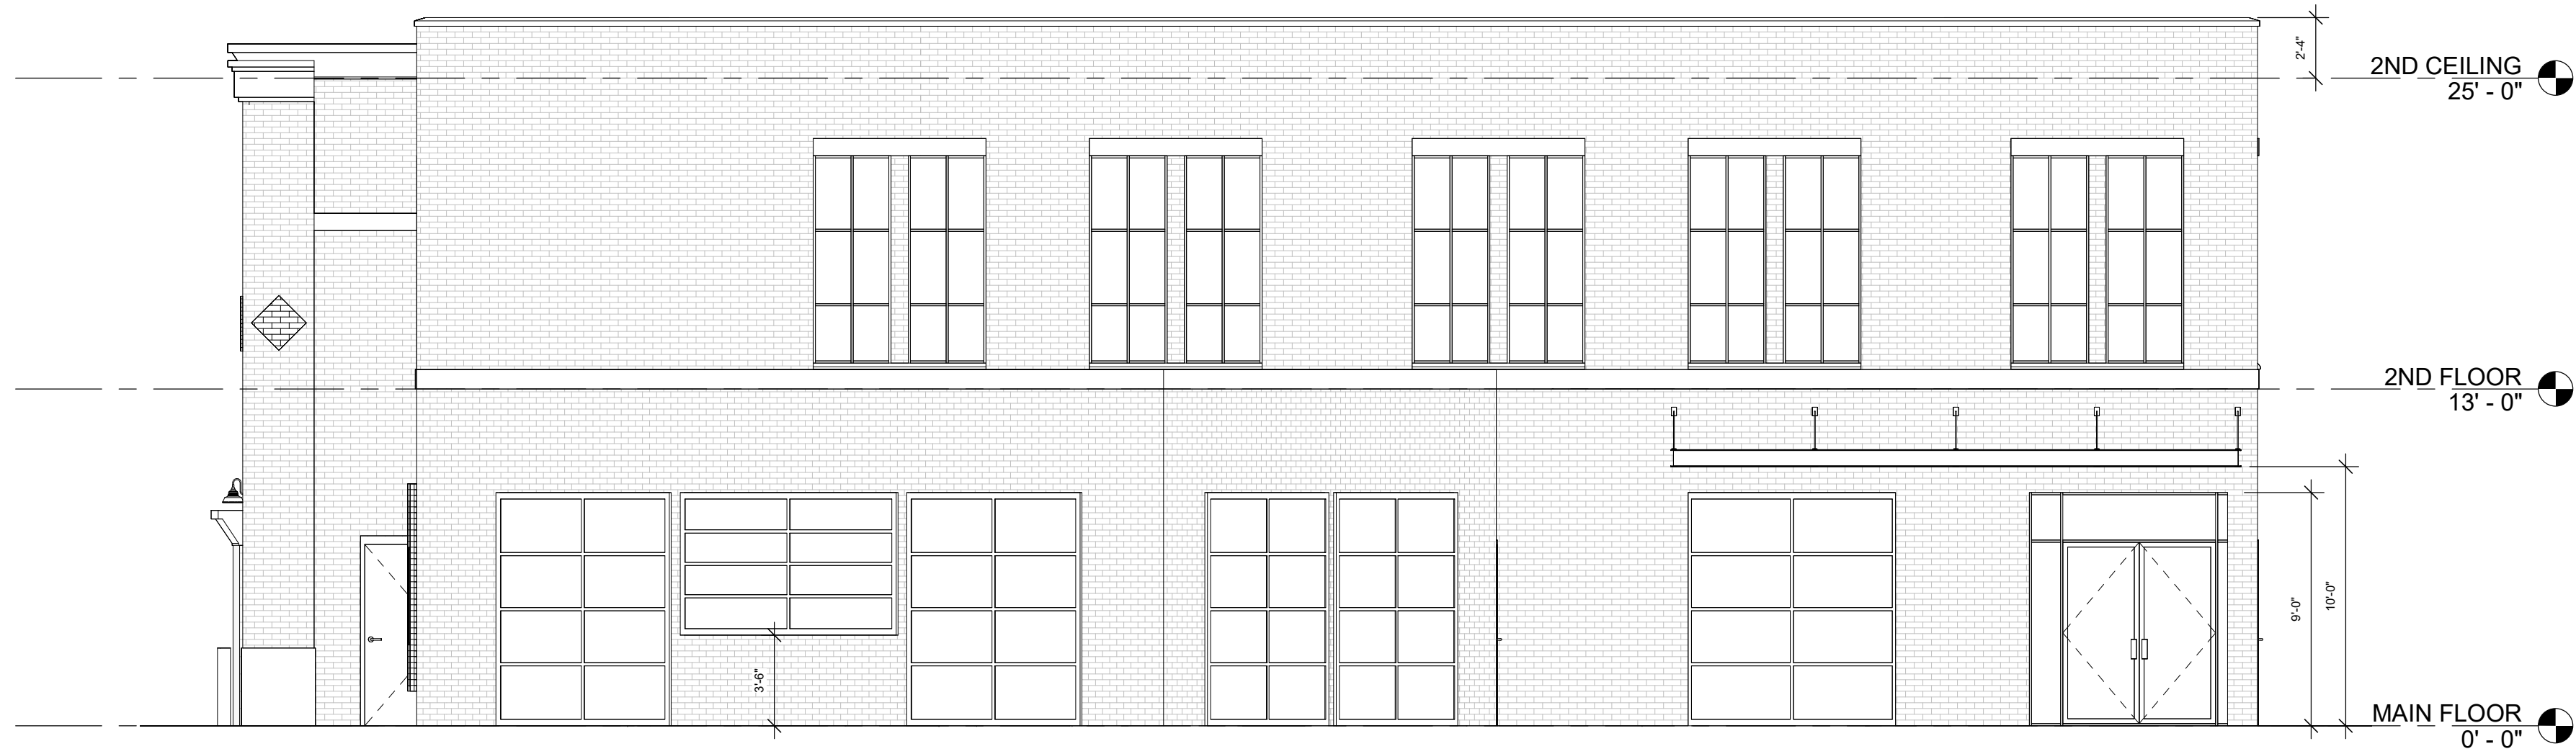 2'-4"
2ND CEILING
25' - 0"
2ND FLOOR
13' - 0"
3'-6"
9'-0"
10'-0"
MAIN FLOOR
0' - 0"